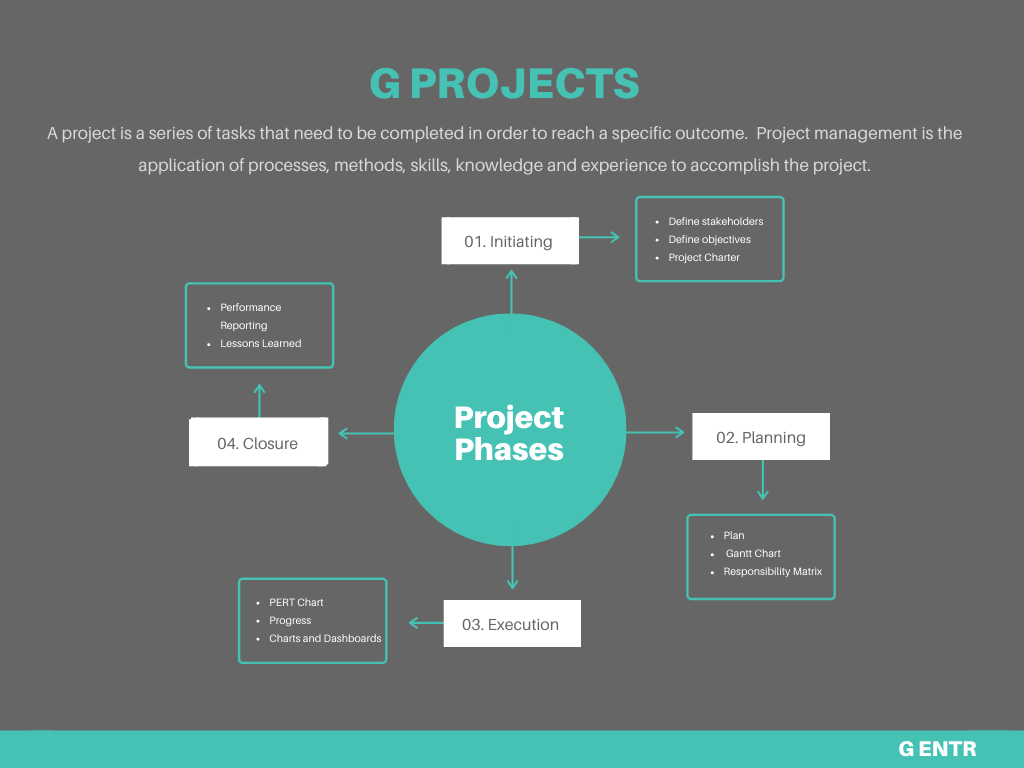 G PROJECTS
A project is a series of tasks that need to be completed in order to reach a specific outcome.  Project management is the
application of processes, methods, skills, knowledge and experience to accomplish the project.
01. Initiating
• Define stakeholders
• Define objectives
• Project Charter
• Performance
Reporting
• Lessons Learned
Project
Phases
04. Closure
02. Planning
• Plan
• Gantt Chart
• Responsibility Matrix
• PERT Chart
• Progress
• Charts and Dashboards
03. Execution
G ENTR